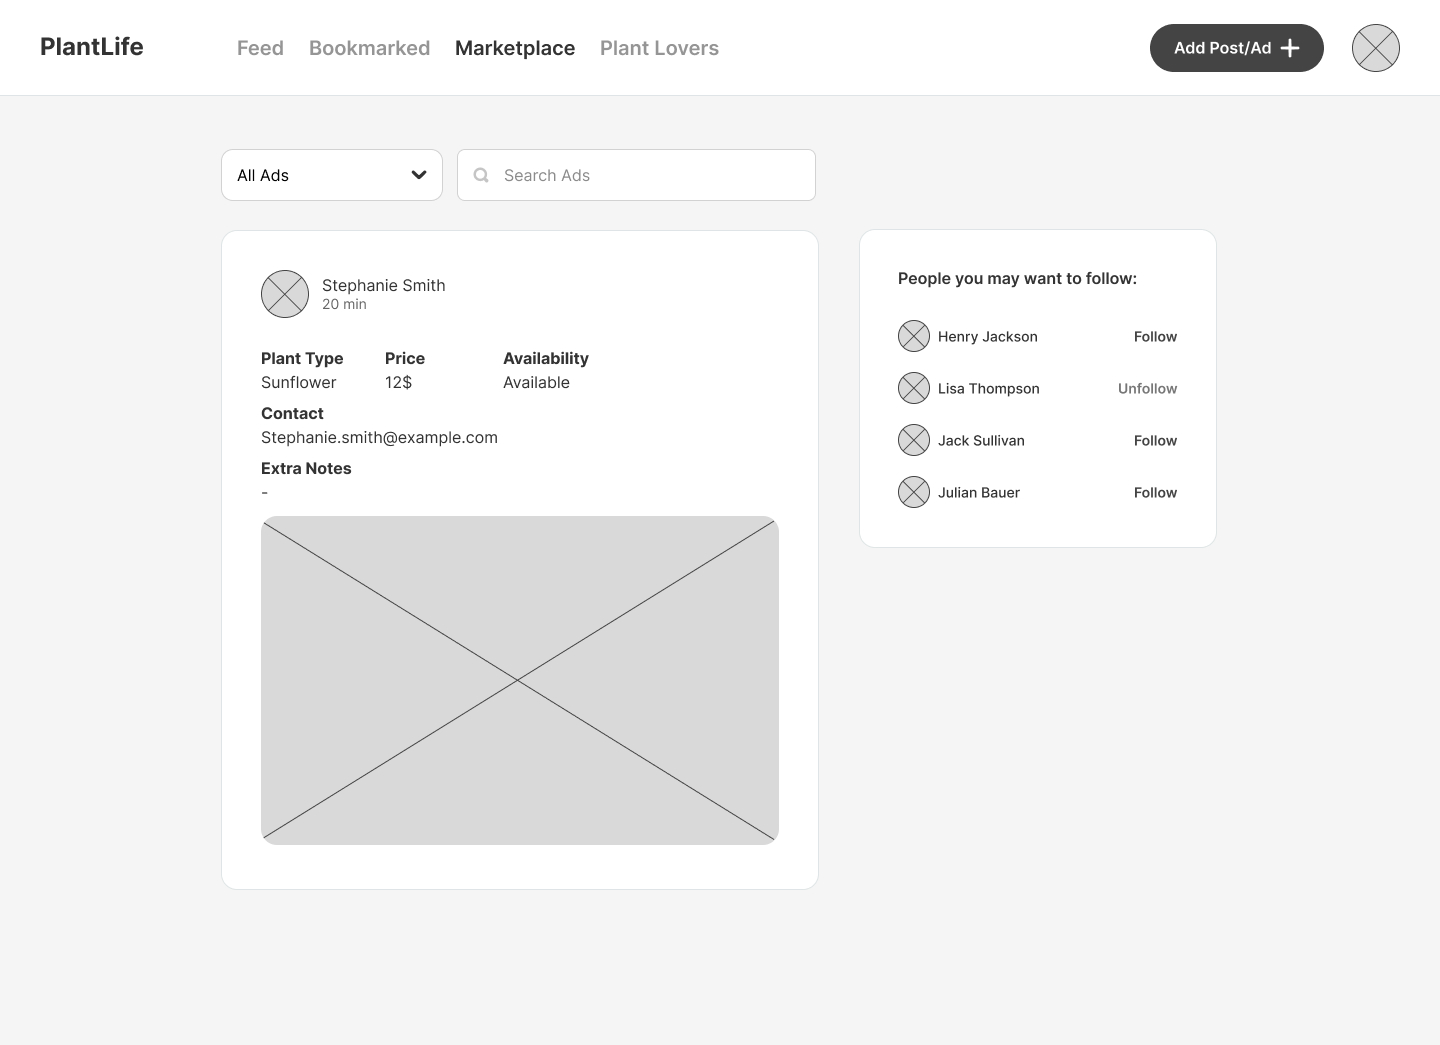 PlantLife
Feed
Bookmarked
Marketplace
Plant Lovers
Add Post/Ad
All Ads
Search Ads
Stephanie Smith
20 min
Plant Type
Price
Availability
Sunflower
12$
Available
Contact
Stephanie.smith@example.com
Extra Notes
-
People you may want to follow:
Henry Jackson
Follow
Lisa Thompson
Unfollow
Jack Sullivan
Follow
Julian Bauer
Follow